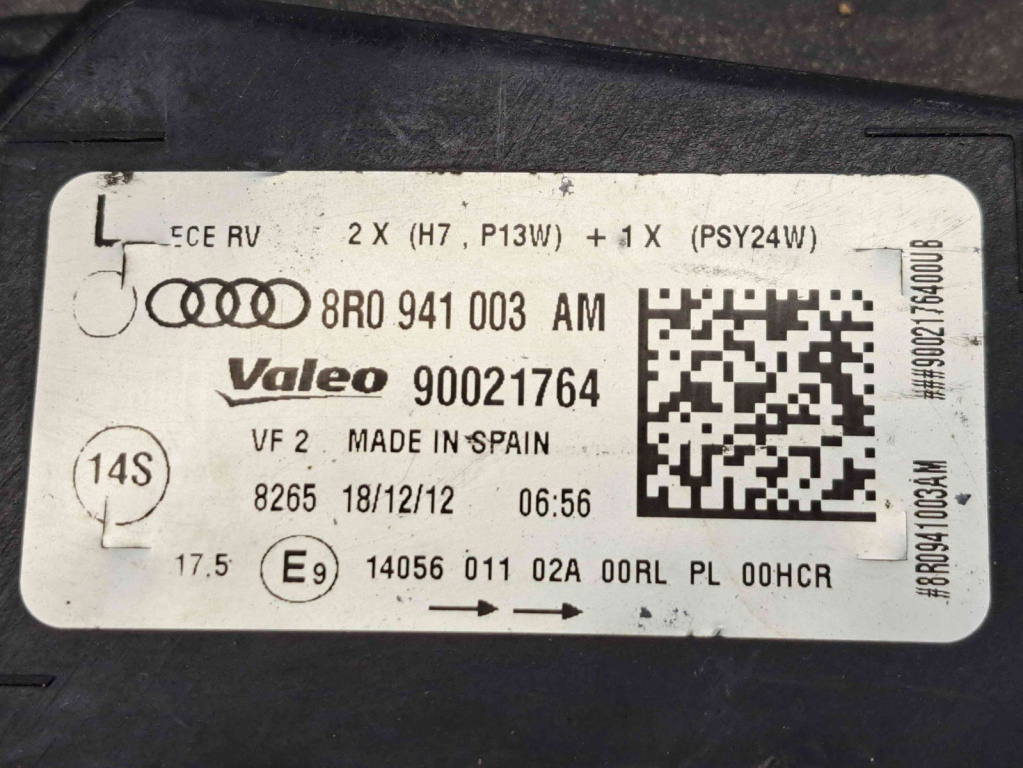 L ECE RV 2 X (H7, P13W) + 1 X (PSY24W)
8R0 941 003 AM
Valeo 90021764
VF 2 MADE IN SPAIN
14S
8265 18/12/12 06:56
17.5 E9 14056 011 02A 00RL PL 00HCR
###9002176400UB
#8R0941003AM